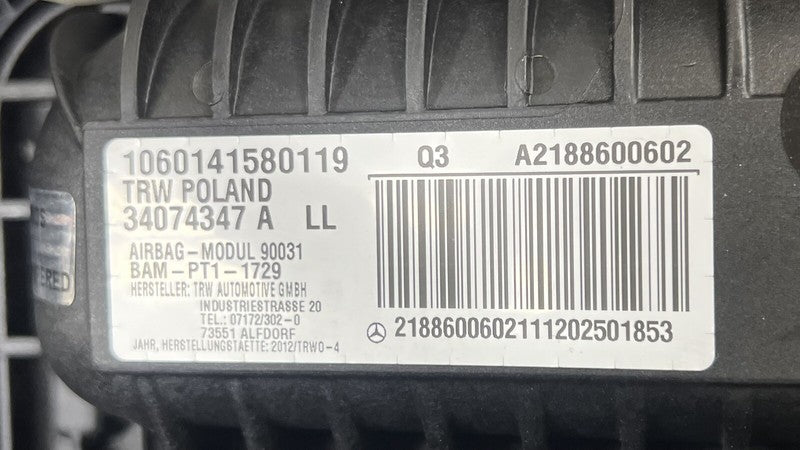 1060141580119 Q3 A2188600602
TRW POLAND
34074347 A LL
AIRBAG-MODUL 90031
BAM-PT1-1729
HERSTELLER: TRW AUTOMOTIVE GMBH
INDUSTRIESTRASSE 20
TEL.: 07172/302-0
73551 ALFDORF
JAHR, HERSTELLUNGSTAETTE: 2012/TRWO-4
2188600602111202501853